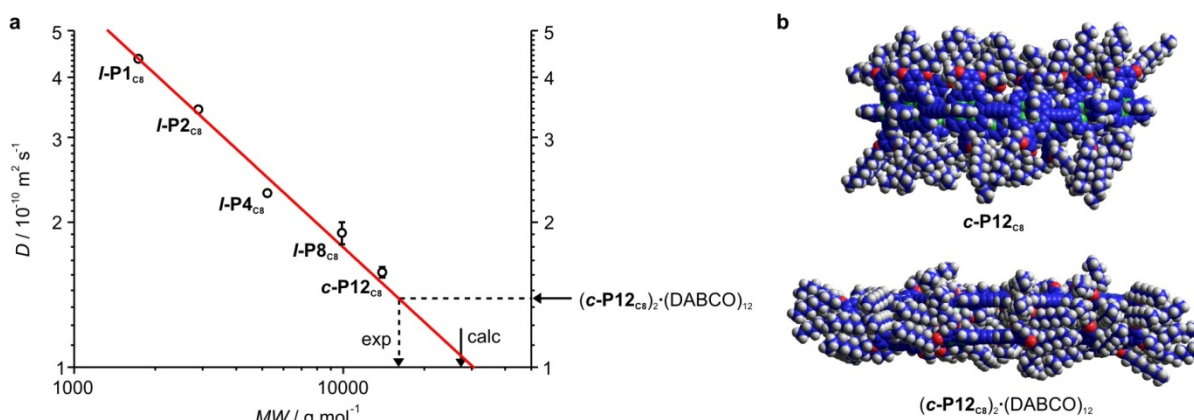 a
b
5
4
3
2
1
D / 10⁻¹⁰ m² s⁻¹
5
4
3
2
1
l-P1C8
l-P2C8
l-P4C8
l-P8C8
c-P12C8
exp
calc
(c-P12C8)₂·(DABCO)₁₂
1000
10000
MW / g mol⁻¹
c-P12C8
(c-P12C8)₂·(DABCO)₁₂